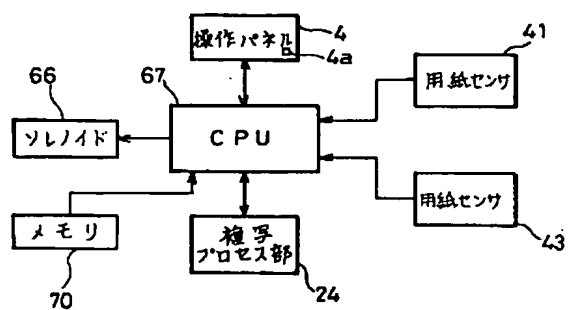 操作パネル
4
4a
41
用紙センサ
66
67
ソレノイド
CPU
メモリ
70
複写
プロセス部
24
用紙センサ
43